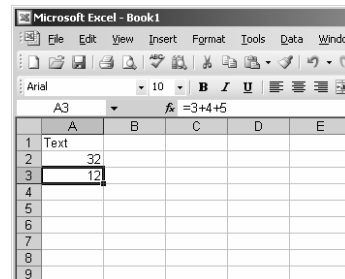 Microsoft Excel - Book1
File Edit View Insert Format Tools Data Windo
Arial 10 B I U
A3 fx =3+4+5
A B C D E
1 Text
2 32
3 12
4
5
6
7
8
9